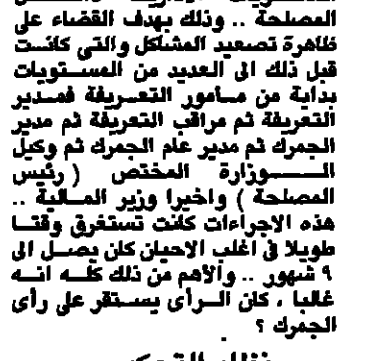 المصلحة .. وذلك بهدف القضاء على
ظاهرة تصعيد المشاكل والتى كانت
قبل ذلك الى العديد من المستويات
بداية من مأمور التعريفة فمدير
التعريفة ثم مراقب التعريفة ثم مدير
الجمرك ثم مدير عام الجمرك ثم وكيل
الوزارة المختص ( رئيس
المصلحة ) واخيرا وزير المالية ..
هذه الاجراءات كانت تستغرق وقتا
طويلا فى اغلب الاحيان كان يصل الى
٩ شهور .. والأهم من ذلك كله انه
غالبا ، كان الرأى يستقر على رأى
الجمرك ؟